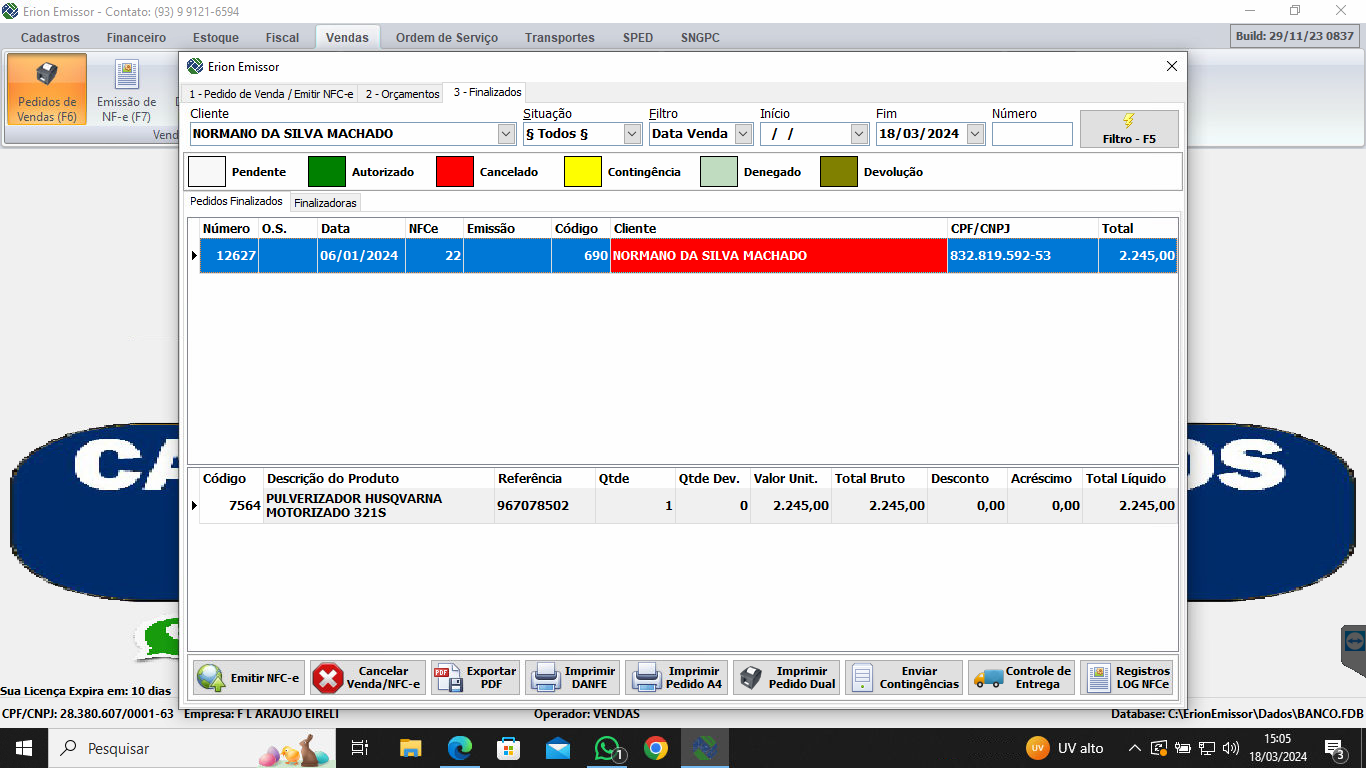 Erion Emissor - Contato: (93) 9 9121-6594
Cadastros Financeiro Estoque Fiscal Vendas Ordem de Serviço Transportes SPED SNGPC
Build: 29/11/23 0837
Pedidos de Vendas (F6)
Emissão de NF-e (F7)
Vend
Erion Emissor
1 - Pedido de Venda / Emitir NFC-e 2 - Orçamentos 3 - Finalizados
Cliente Situação Filtro Início Fim Número
NORMANO DA SILVA MACHADO § Todos § Data Venda / / 18/03/2024
Filtro - F5
Pendente Autorizado Cancelado Contingência Denegado Devolução
Pedidos Finalizados Finalizadoras
Número O.S. Data NFCe Emissão Código Cliente CPF/CNPJ Total
12627 06/01/2024 22 690 NORMANO DA SILVA MACHADO 832.819.592-53 2.245,00
CA
OS
Código Descrição do Produto Referência Qtde Qtde Dev. Valor Unit. Total Bruto Desconto Acréscimo Total Líquido
7564 PULVERIZADOR HUSQVARNA MOTORIZADO 321S 967078502 1 0 2.245,00 2.245,00 0,00 0,00 2.245,00
Emitir NFC-e
Cancelar Venda/NFC-e
Exportar PDF
Imprimir DANFE
Imprimir Pedido A4
Imprimir Pedido Dual
Enviar Contingências
Controle de Entrega
Registros LOG NFCe
Sua Licença Expira em: 10 dias
CPF/CNPJ: 28.380.607/0001-63 Empresa: F L ARAUJO EIRELI Operador: VENDAS Database: C:\ErionEmissor\Dados\BANCO.FDB
Pesquisar
1
UV UV alto
15:05
18/03/2024
3